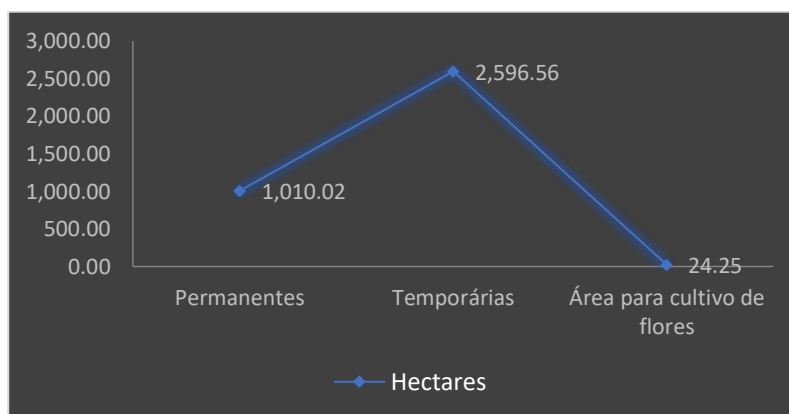 3,000.00
2,500.00
2,000.00
1,500.00
1,000.00
500.00
0.00
2,596.56
1,010.02
24.25
Permanentes
Temporárias
Área para cultivo de
flores
Hectares